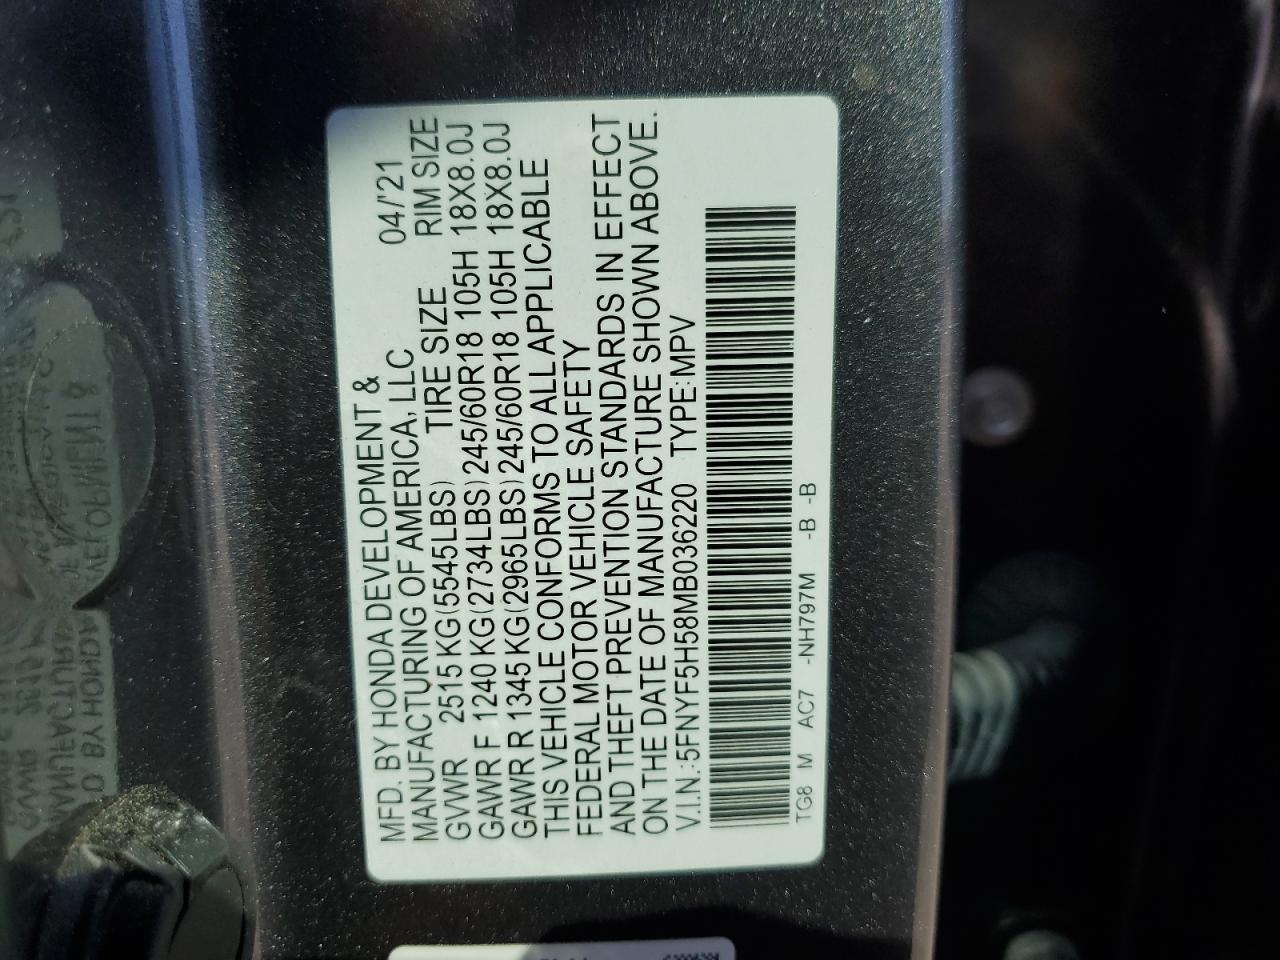 MFD. BY HONDA DEVELOPMENT &
MANUFACTURING OF AMERICA, LLC 04/'21
GVWR 2515 KG(5545LBS) TIRE SIZE RIM SIZE
GAWR F 1240 KG(2734LBS) 245/60R18 105H 18X8.0J
GAWR R 1345 KG(2965LBS) 245/60R18 105H 18X8.0J
THIS VEHICLE CONFORMS TO ALL APPLICABLE
FEDERAL MOTOR VEHICLE SAFETY
AND THEFT PREVENTION STANDARDS IN EFFECT
ON THE DATE OF MANUFACTURE SHOWN ABOVE.
V.I.N.:5FNYF5H58MB036220 TYPE:MPV
TG8 M AC7 -NH797M -B -B